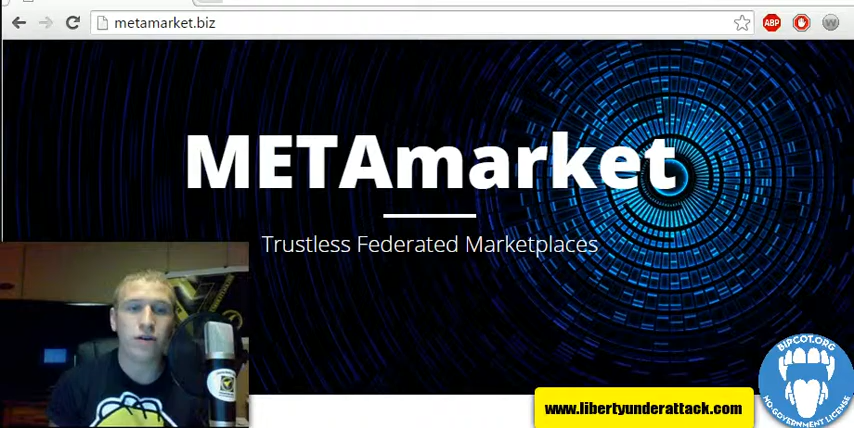 metamarket.biz
ABP
W
METAmarket
Trustless Federated Marketplaces
www.libertyunderattack.com
BIPCOT.ORG
NO GOVERNMENT LICENSE